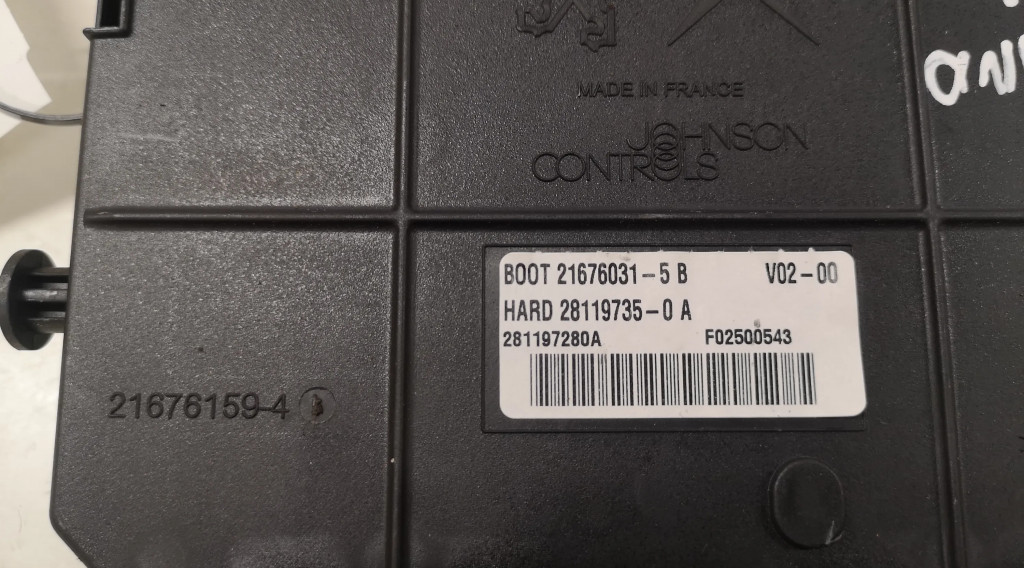 MADE IN FRANCE
JOHNSON
CONTROLS
BOOT 21676031-5 B V02-00
HARD 28119735-0 A
281197280A F02500543
21676159-4